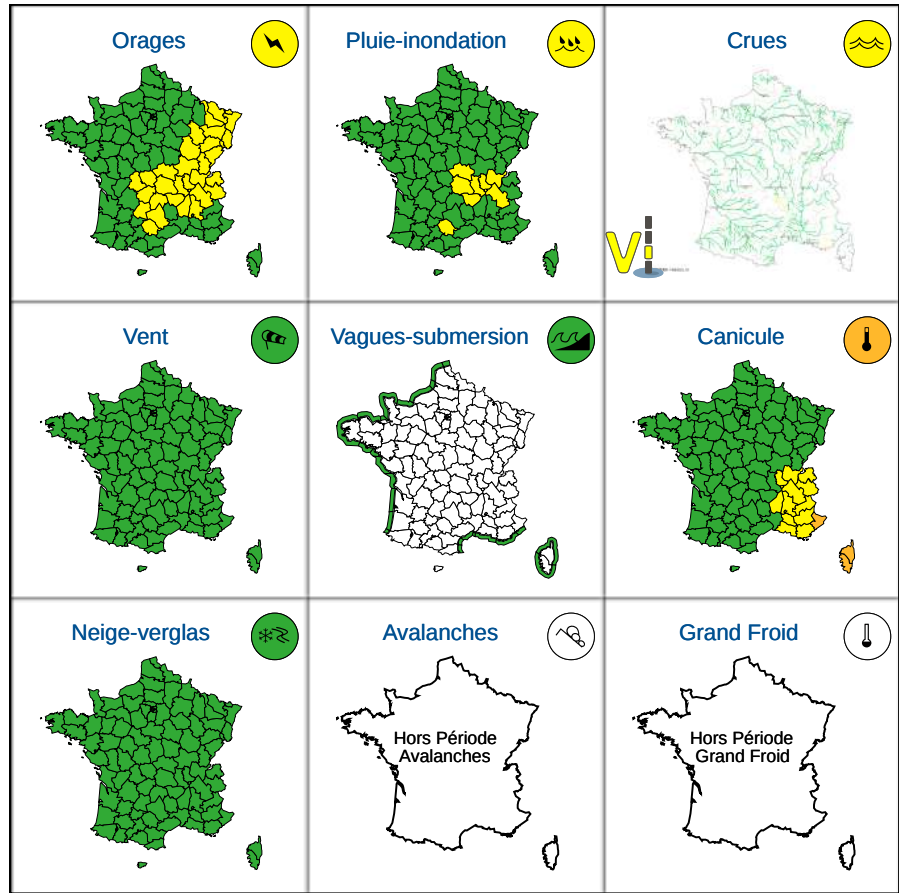 Orages
Pluie-inondation
Crues
Vi
Vent
Vagues-submersion
Canicule
Neige-verglas
Avalanches
Grand Froid
Hors Période
Avalanches
Hors Période
Grand Froid